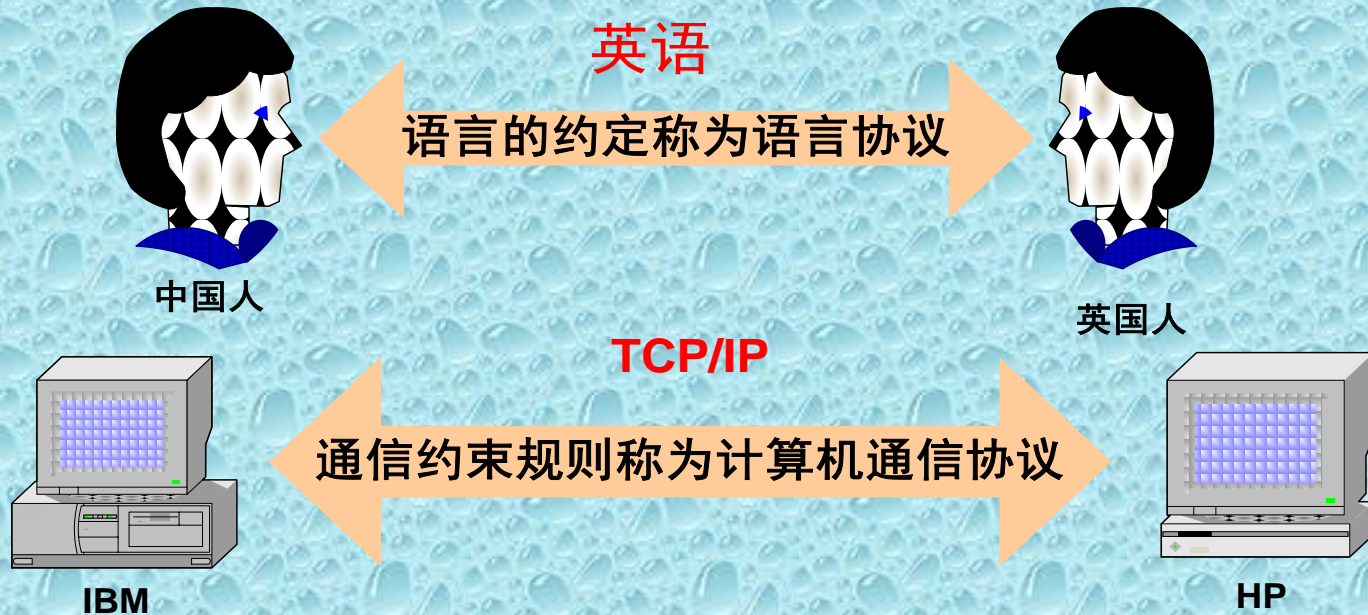 英语
语言的约定称为语言协议
中国人
英国人
TCP/IP
通信约束规则称为计算机通信协议
IBM
HP